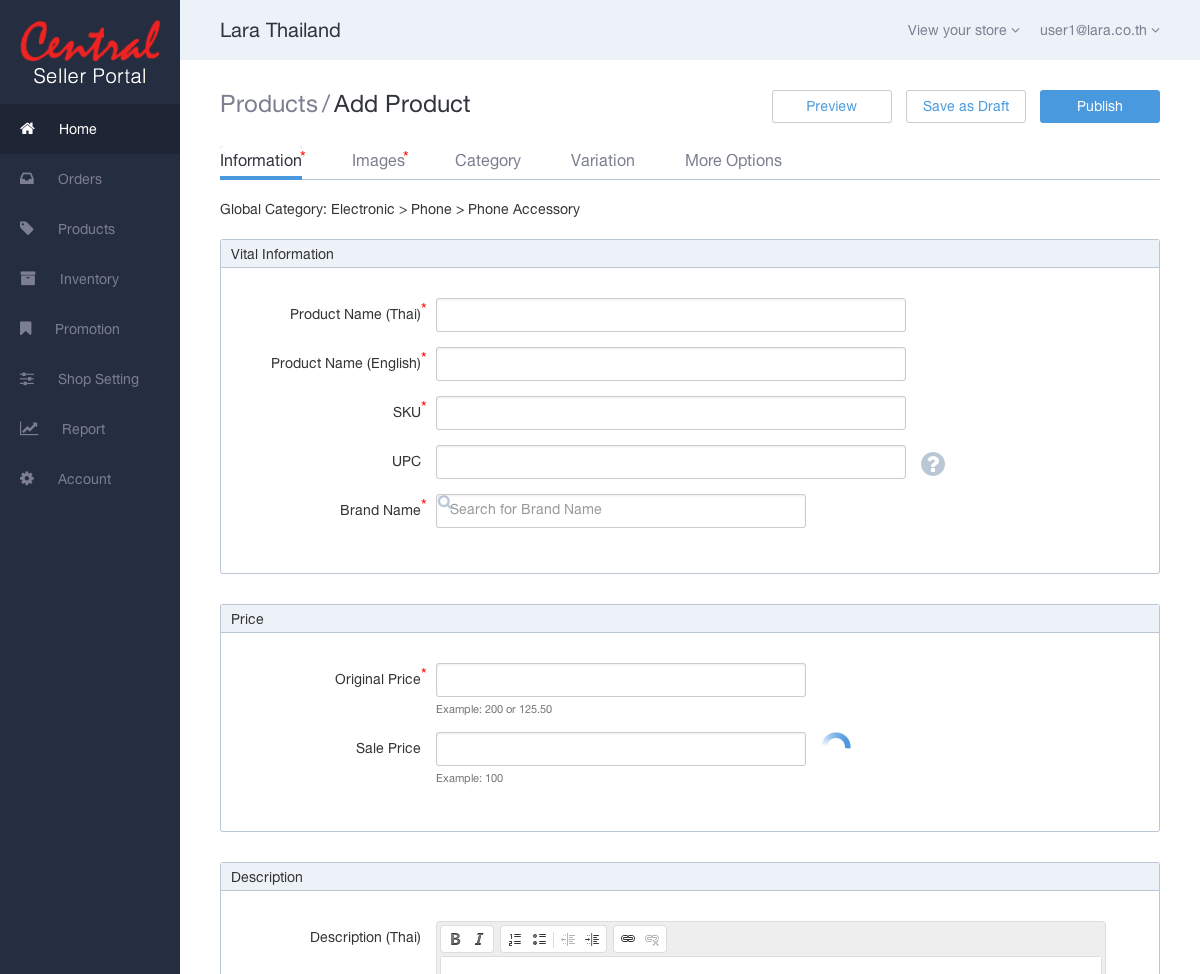 Central
Seller Portal
Home
Orders
Products
Inventory
Promotion
Shop Setting
Report
Account
Lara Thailand
View your store
user1@lara.co.th
Products / Add Product
Preview
Save as Draft
Publish
Information*
Images*
Category
Variation
More Options
Global Category: Electronic > Phone > Phone Accessory
Vital Information
Product Name (Thai)*
Product Name (English)*
SKU*
UPC
?
Brand Name*
Search for Brand Name
Price
Original Price*
Example: 200 or 125.50
Sale Price
Example: 100
Description
Description (Thai)
B I